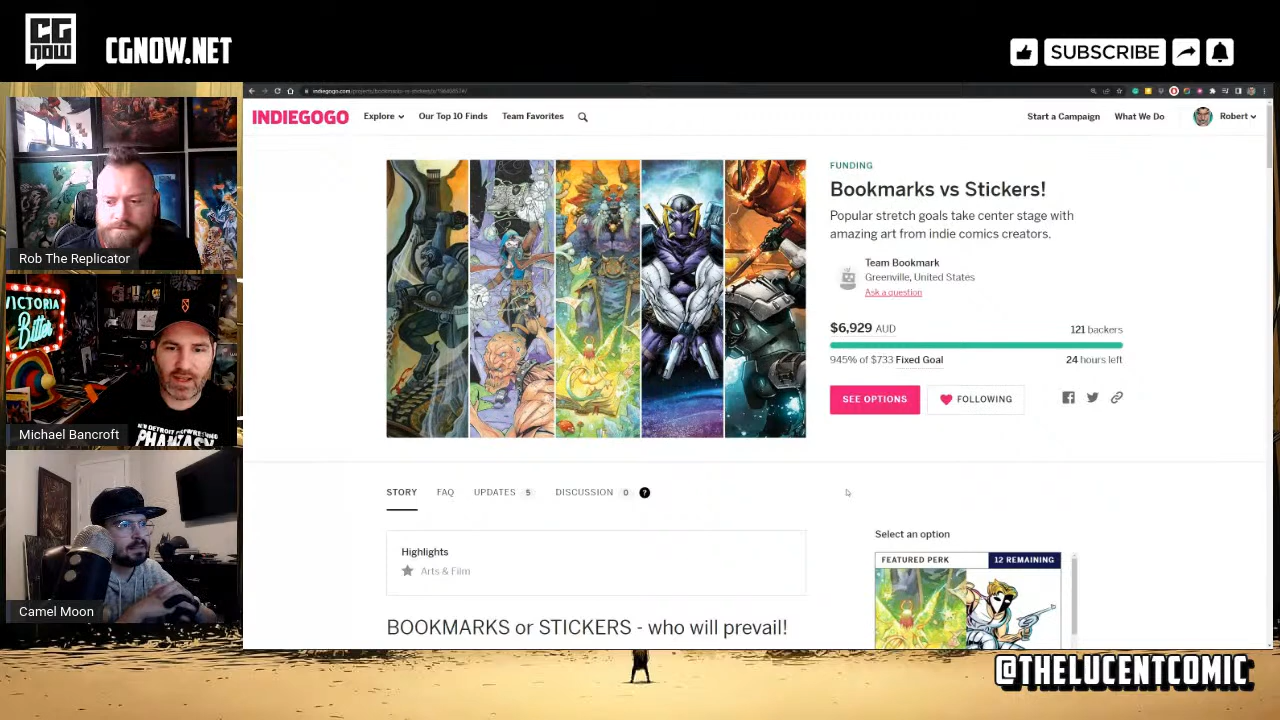 CG
NOW
CGNOW.NET
SUBSCRIBE
Rob The Replicator
VICTORIA
Bitter
PHANTASY
Michael Bancroft
Camel Moon
INDIEGOGO
Explore
Our Top 10 Finds
Team Favorites
Start a Campaign
What We Do
Robert
FUNDING
Bookmarks vs Stickers!
Popular stretch goals take center stage with
amazing art from indie comics creators.
Team Bookmark
Greenville, United States
Ask a question
$6,929 AUD
121 backers
945% of $733 Fixed Goal
24 hours left
SEE OPTIONS
FOLLOWING
STORY
FAQ
UPDATES 5
DISCUSSION 0 ?
Highlights
Arts & Film
BOOKMARKS or STICKERS - who will prevail!
Select an option
FEATURED PERK
12 REMAINING
@THELUCENTCOMIC